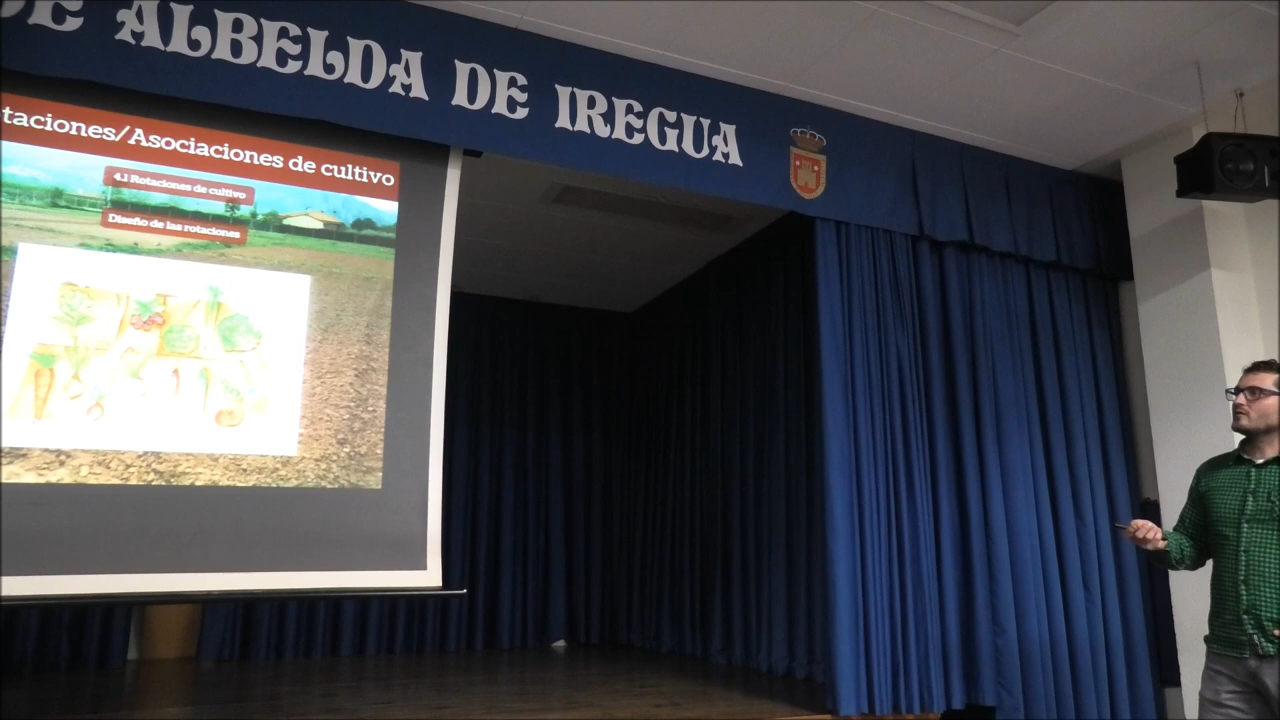 DE ALBELDA DE IREGUA
taciones/Asociaciones de cultivo
4.1 Rotaciones de cultivo
Diseño de las rotaciones